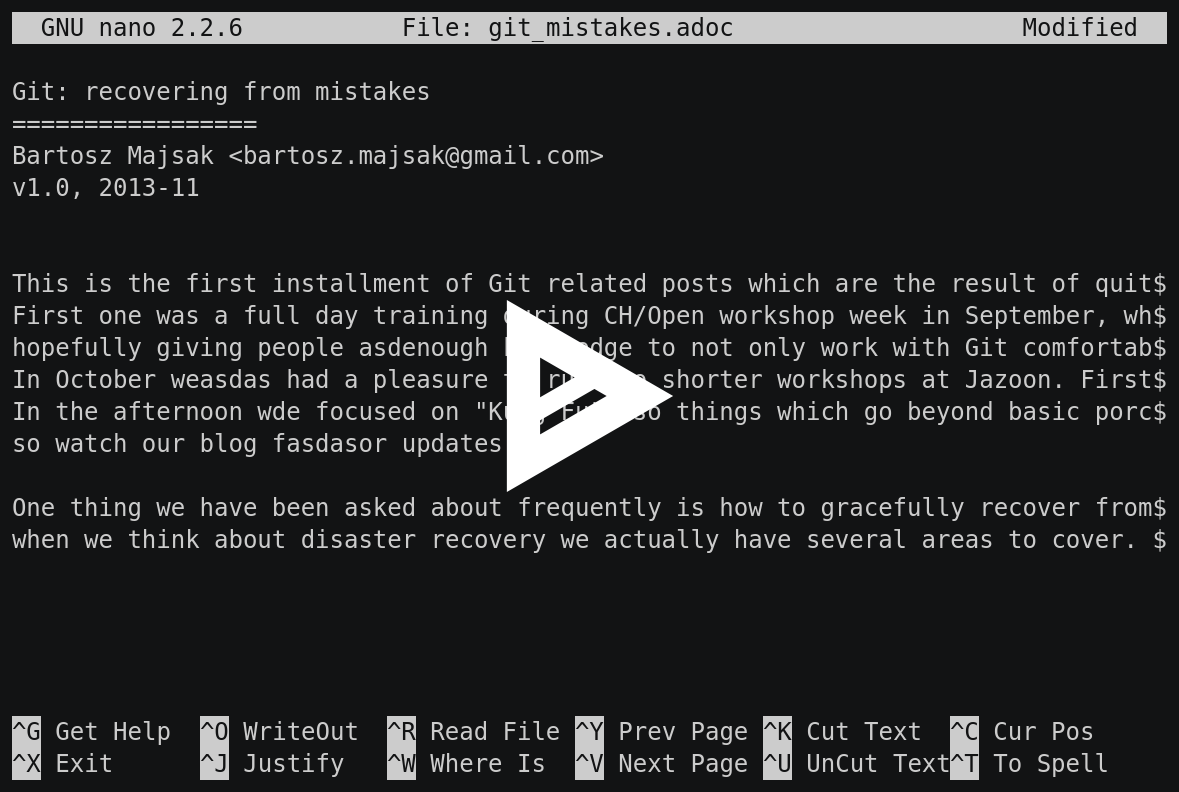 GNU nano 2.2.6 File: git_mistakes.adoc Modified
Git: recovering from mistakes
=================
Bartosz Majsak <bartosz.majsak@gmail.com>
v1.0, 2013-11
This is the first installment of Git related posts which are the result of quit$
First one was a full day training during CH/Open workshop week in September, wh$
hopefully giving people asdenough knowledge to not only work with Git comfortab$
In October weasdas had a pleasure shorter workshops at Jazoon. First$
In the afternoon wde focused on "Kung Fu" so things which go beyond basic porc$
so watch our blog fasdasor updates
One thing we have been asked about frequently is how to gracefully recover from$
when we think about disaster recovery we actually have several areas to cover. $
^G Get Help ^O WriteOut ^R Read File ^Y Prev Page ^K Cut Text ^C Cur Pos
^X Exit ^J Justify ^W Where Is ^V Next Page ^U UnCut Text ^T To Spell